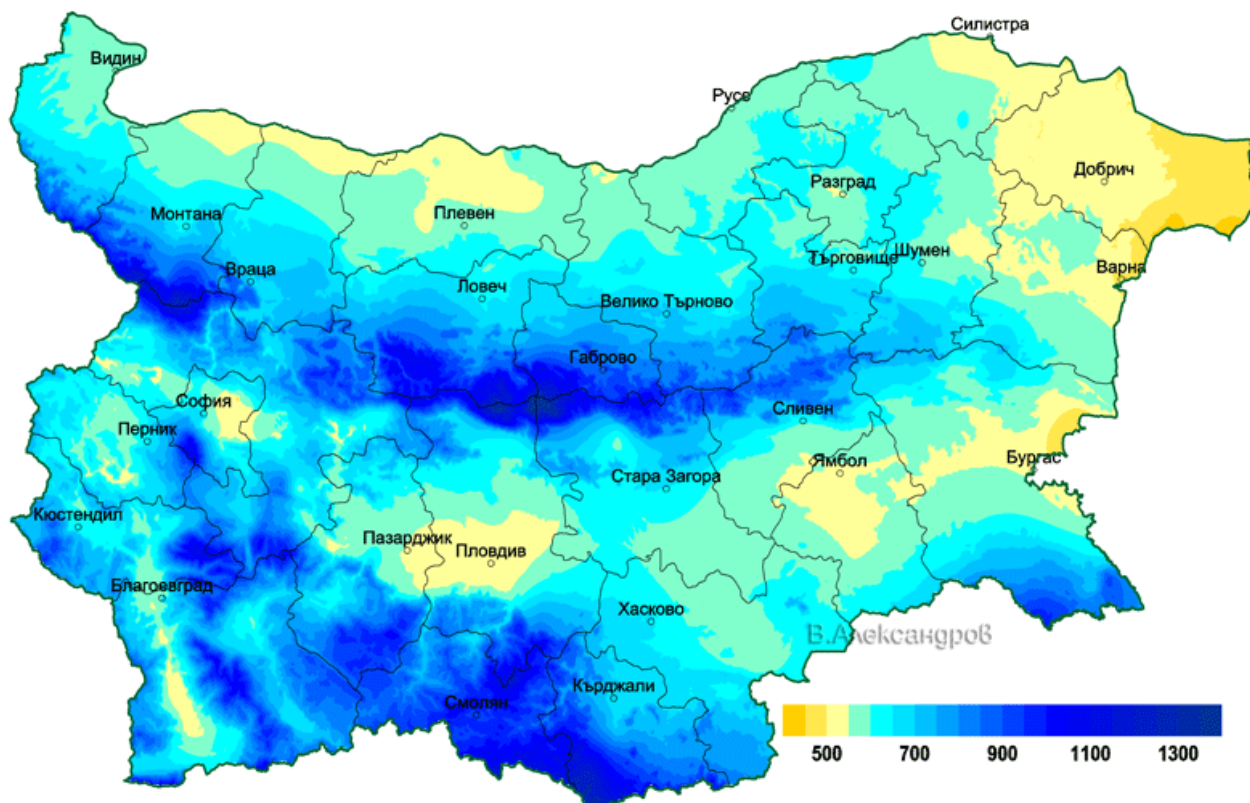 Силистра
Видин
Русе
Добрич
Разград
Монтана
Плевен
Търговище
Шумен
Варна
Враца
Ловеч
Велико Търново
Габрово
София
Перник
Сливен
Бургас
Ямбол
Стара Загора
Кюстендил
Пазарджик
Пловдив
Благоевград
Хасково
В.Александров
Кърджали
Смолян
500 700 900 1100 1300